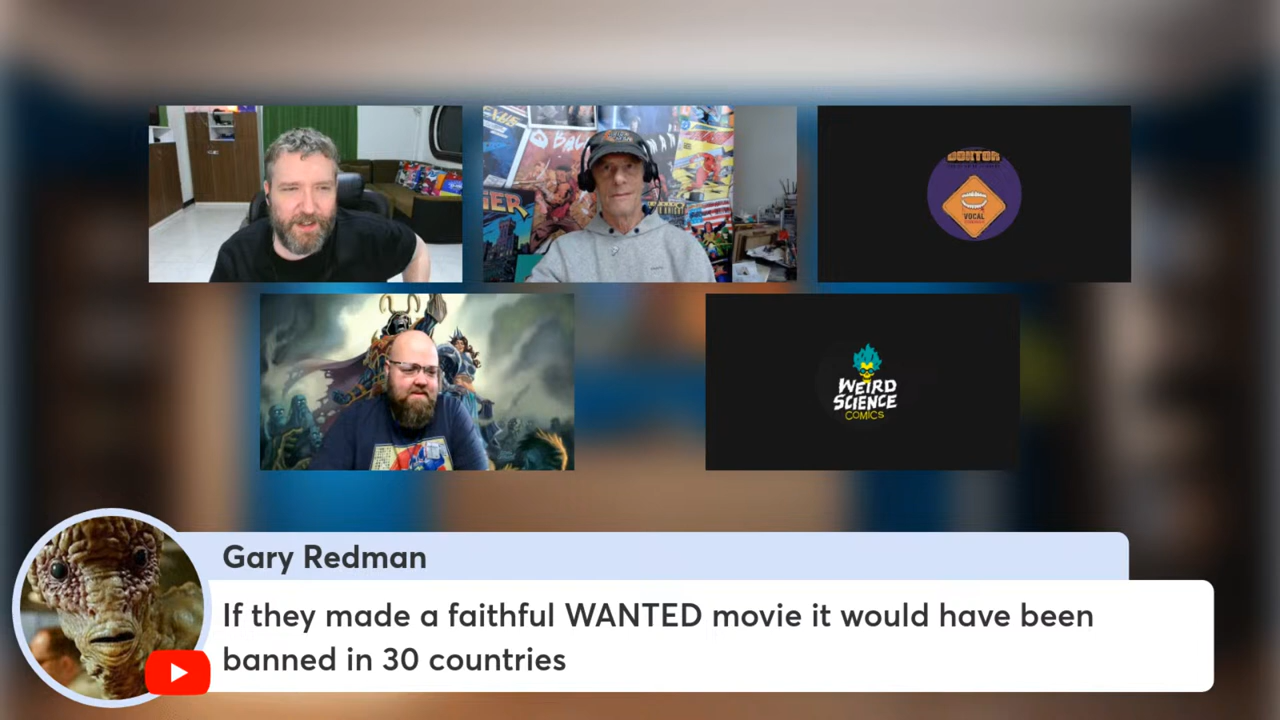 VOCAL
WEIRD
SCIENCE
COMICS
Gary Redman
If they made a faithful WANTED movie it would have been
banned in 30 countries